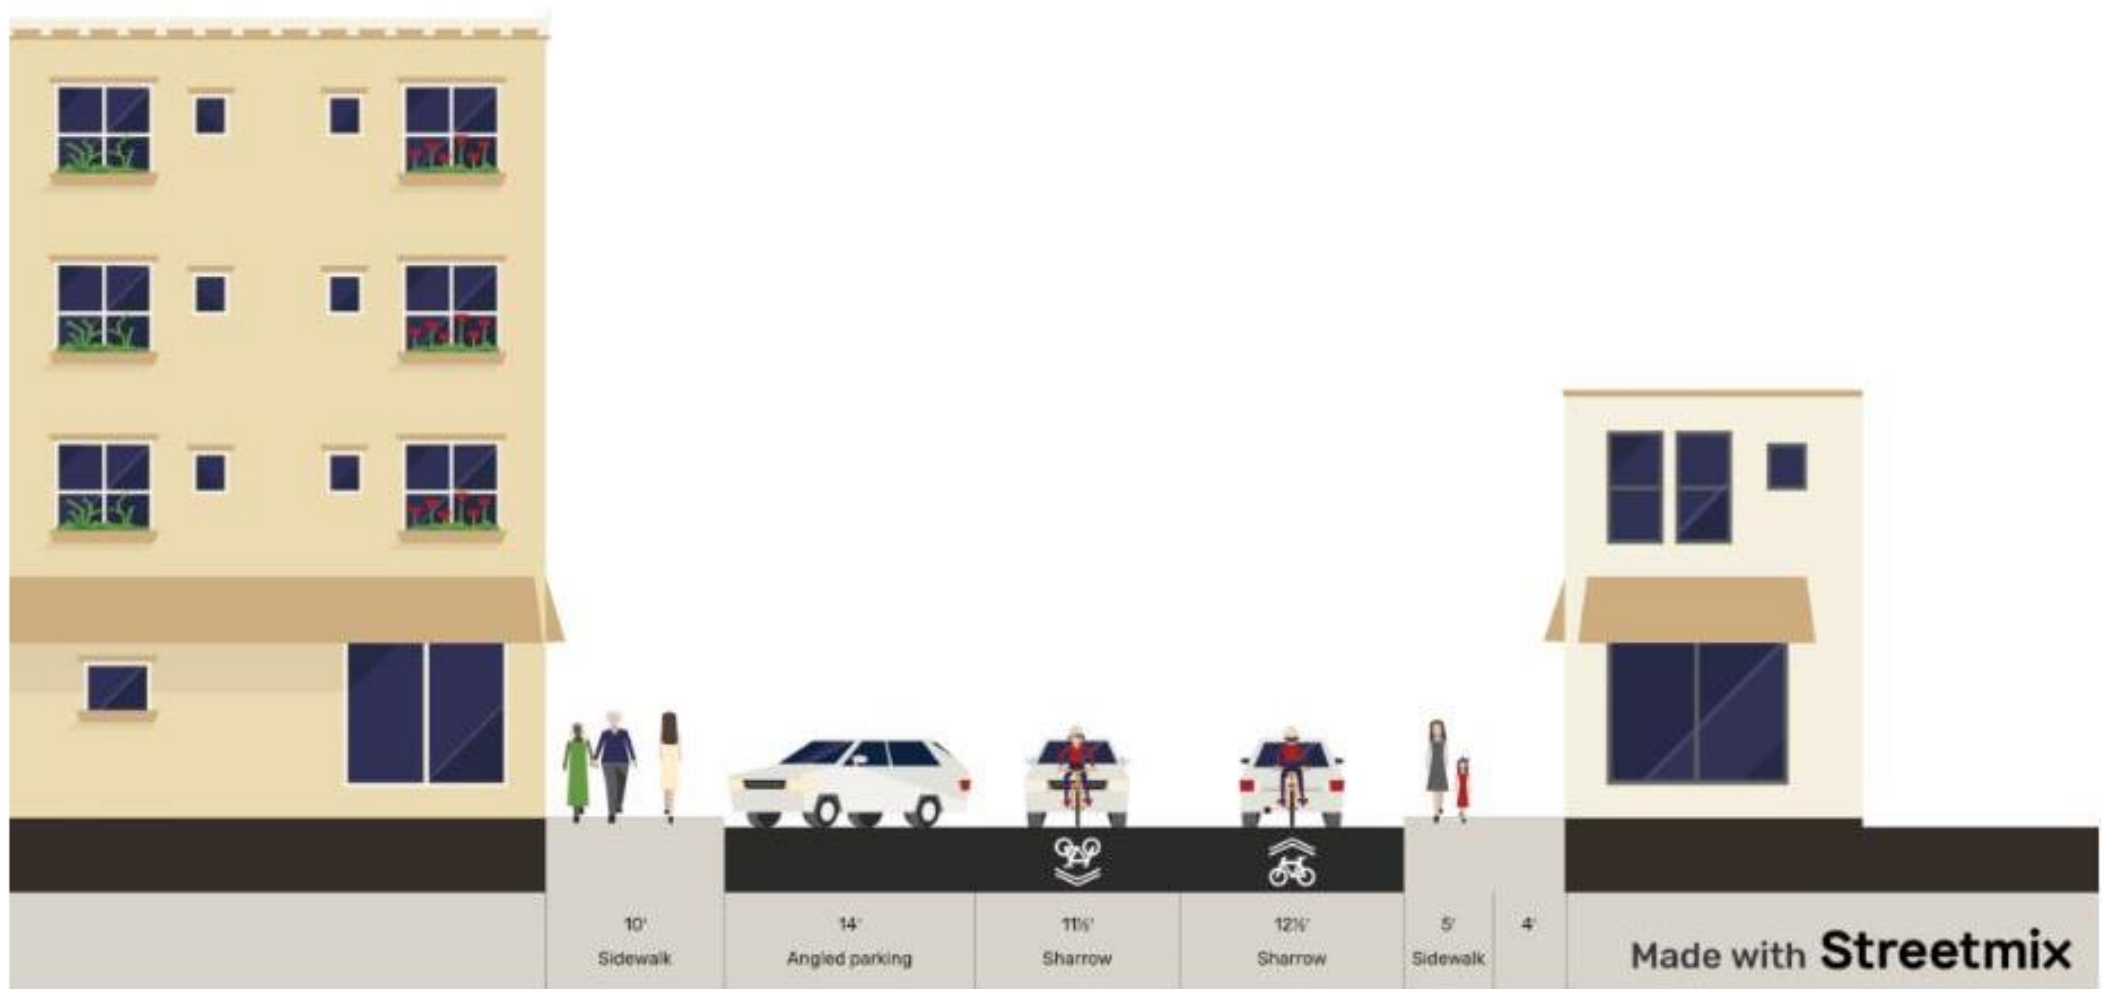 10'
Sidewalk
14'
Angled parking
11½'
Sharrow
12½'
Sharrow
5'
Sidewalk
4'
Made with Streetmix